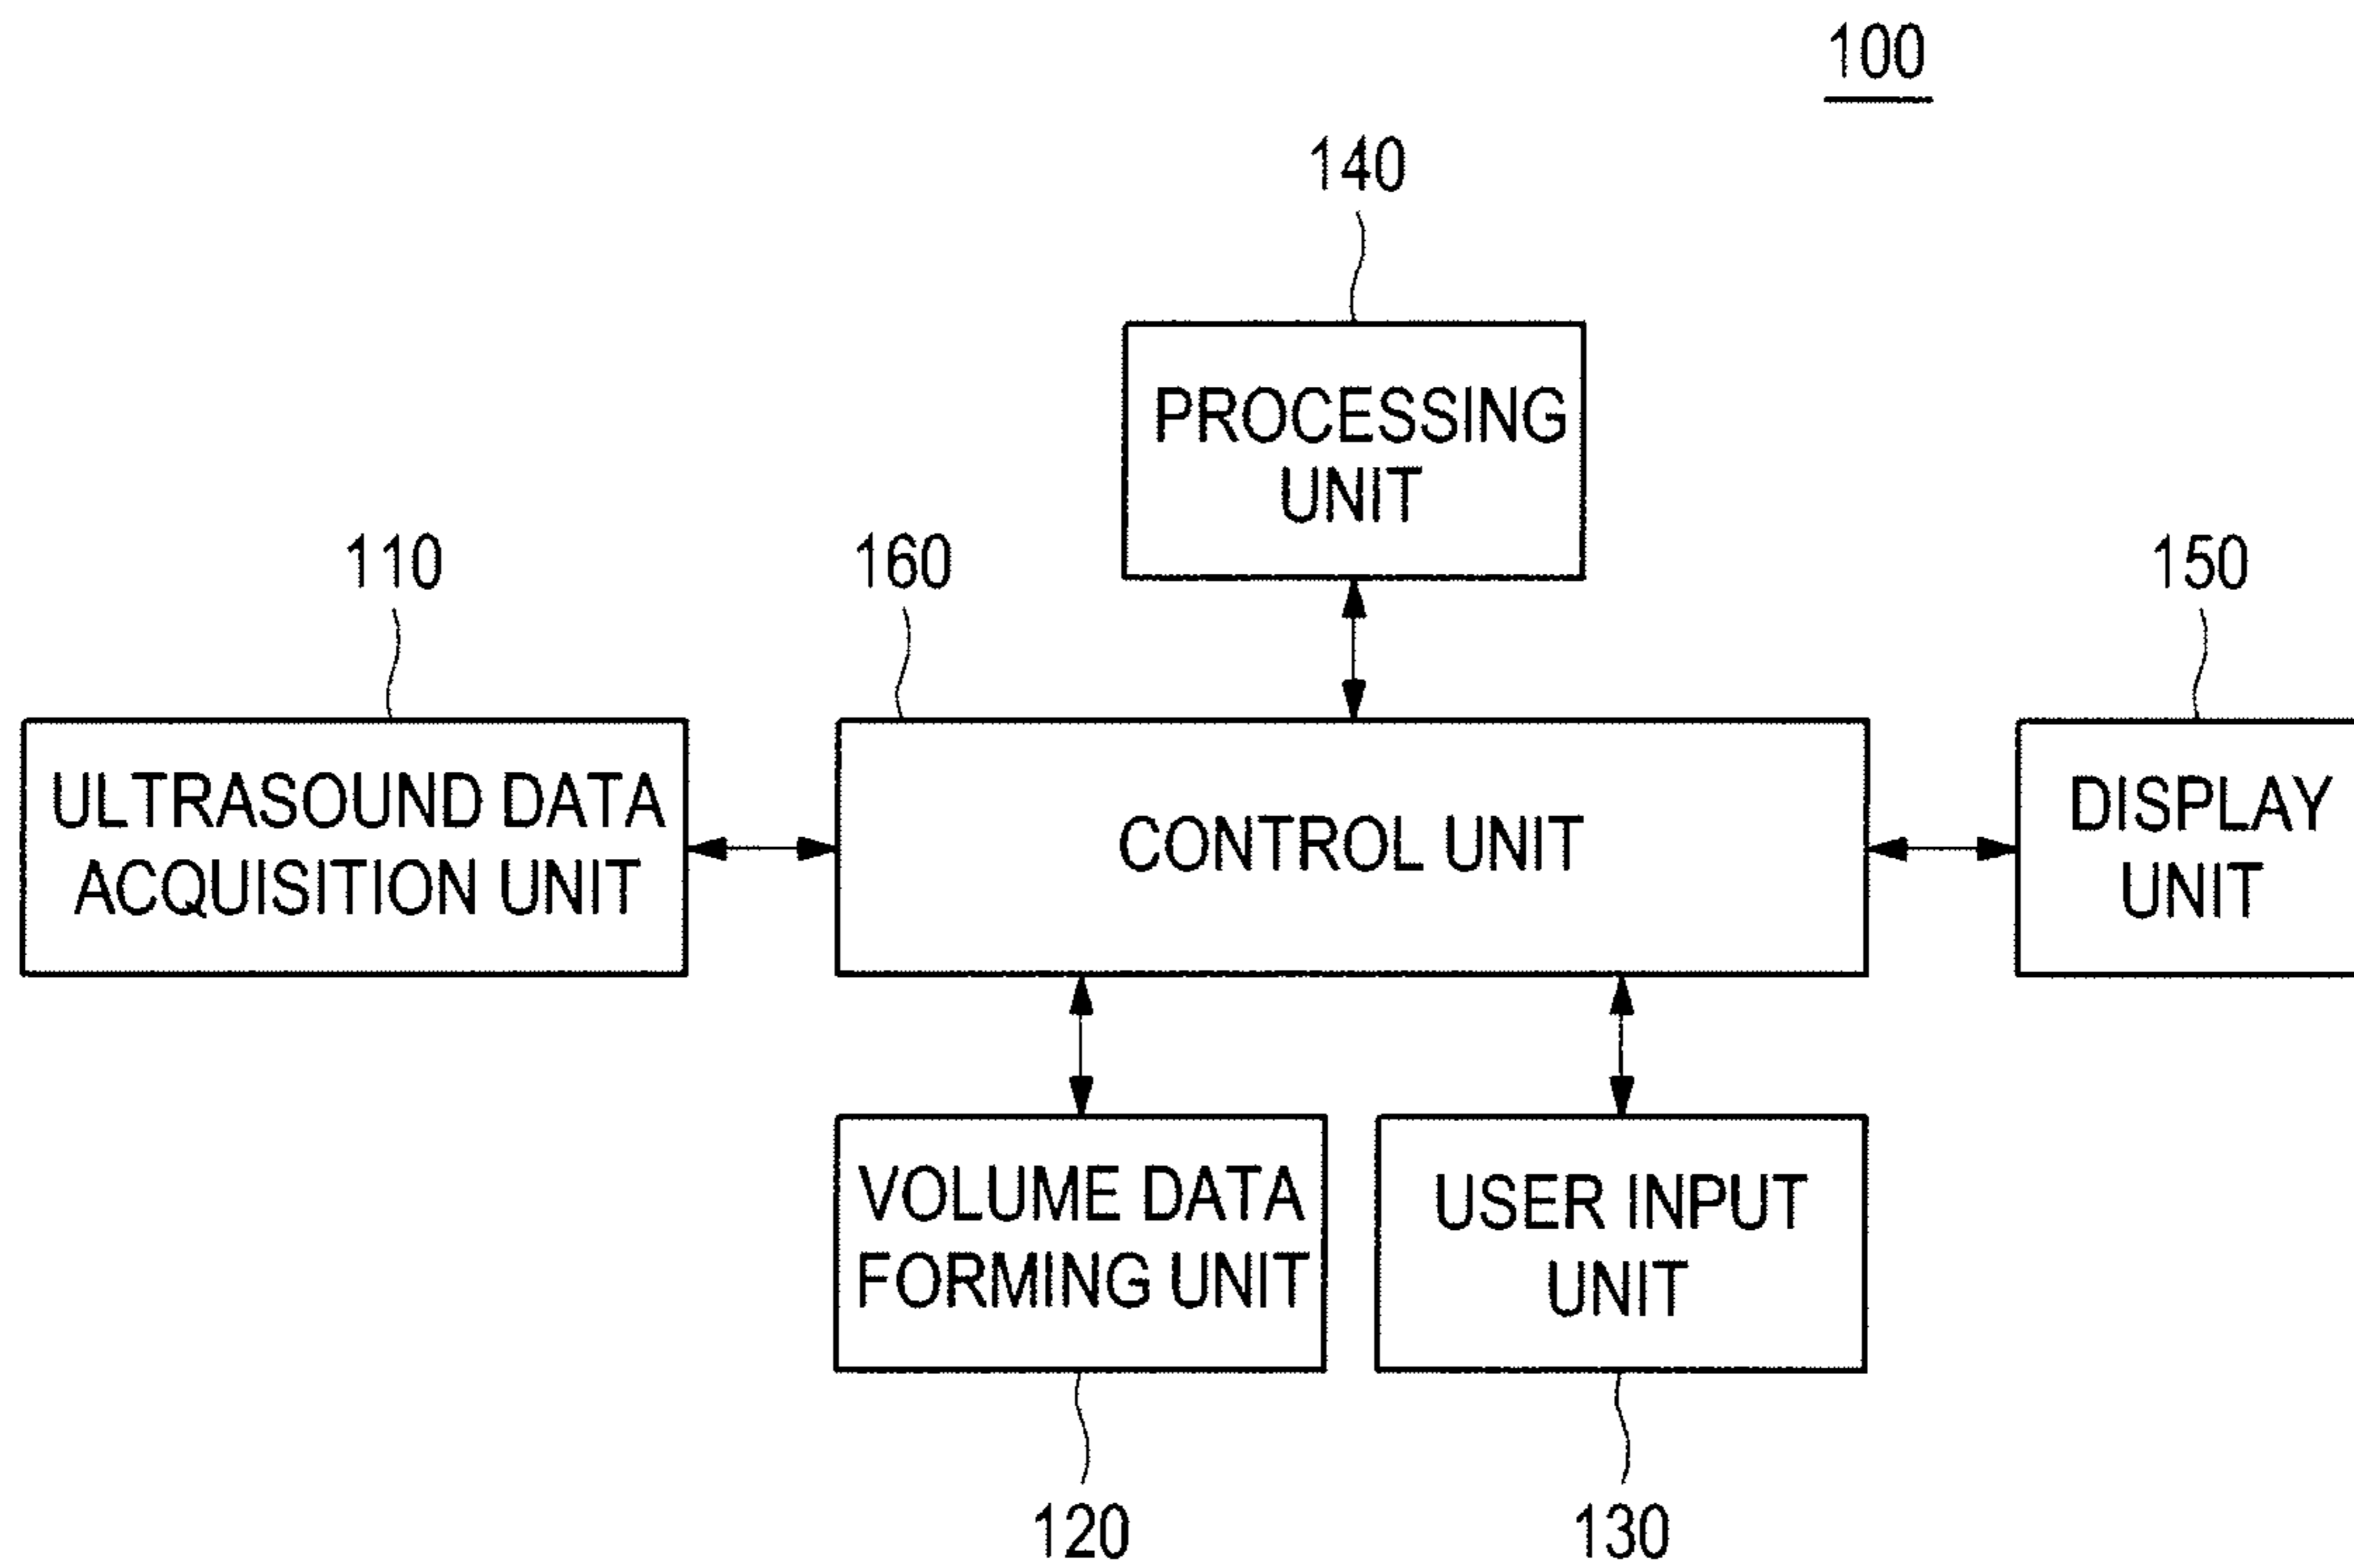 100
140
PROCESSING
UNIT
110
160
150
ULTRASOUND DATA
ACQUISITION UNIT
CONTROL UNIT
DISPLAY
UNIT
VOLUME DATA
FORMING UNIT
USER INPUT
UNIT
120
130